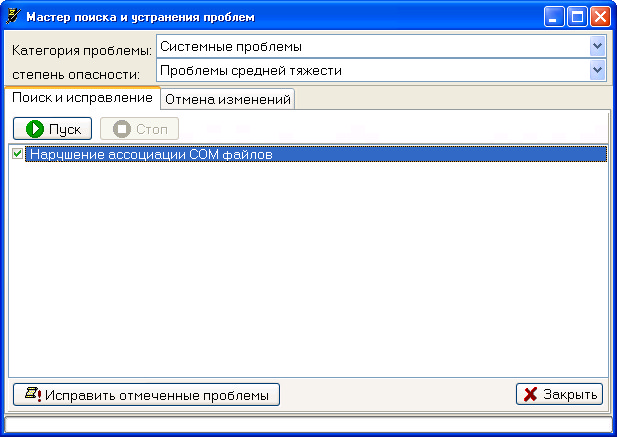 Мастер поиска и устранения проблем
Категория проблемы: Системные проблемы
степень опасности: Проблемы средней тяжести
Поиск и исправление Отмена изменений
Пуск Стоп
Нарушение ассоциации COM файлов
Исправить отмеченные проблемы Закрыть